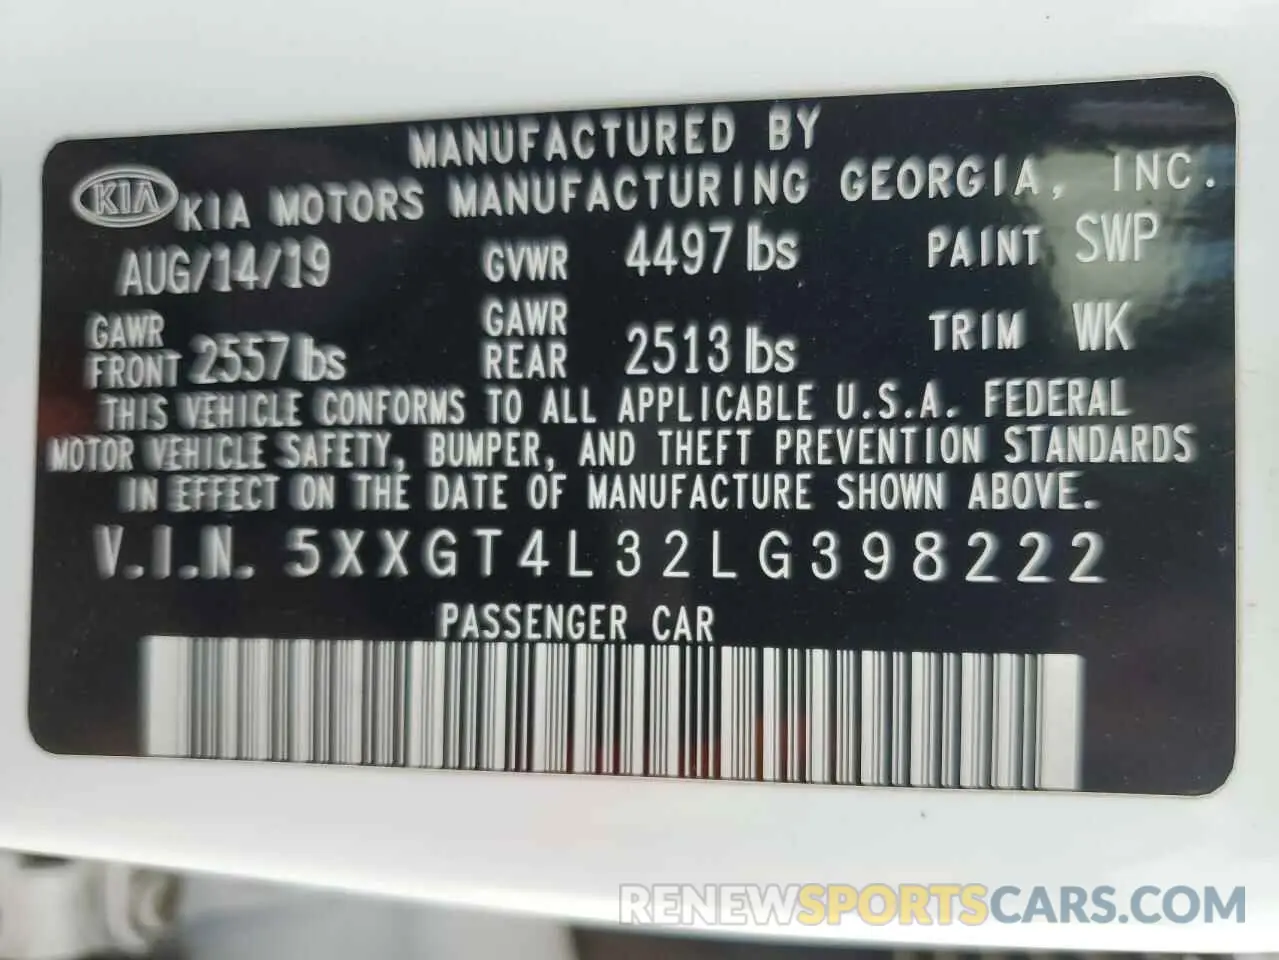 MANUFACTURED BY
KIA KIA MOTORS MANUFACTURING GEORGIA, INC.
AUG/14/19 GVWR 4497 lbs PAINT SWP
GAWR FRONT 2557 lbs GAWR REAR 2513 lbs TRIM WK
THIS VEHICLE CONFORMS TO ALL APPLICABLE U.S.A. FEDERAL
MOTOR VEHICLE SAFETY, BUMPER, AND THEFT PREVENTION STANDARDS
IN EFFECT ON THE DATE OF MANUFACTURE SHOWN ABOVE.
V.I.N. 5XXGT4L32LG398222
PASSENGER CAR
RENEWSPORTSCARS.COM